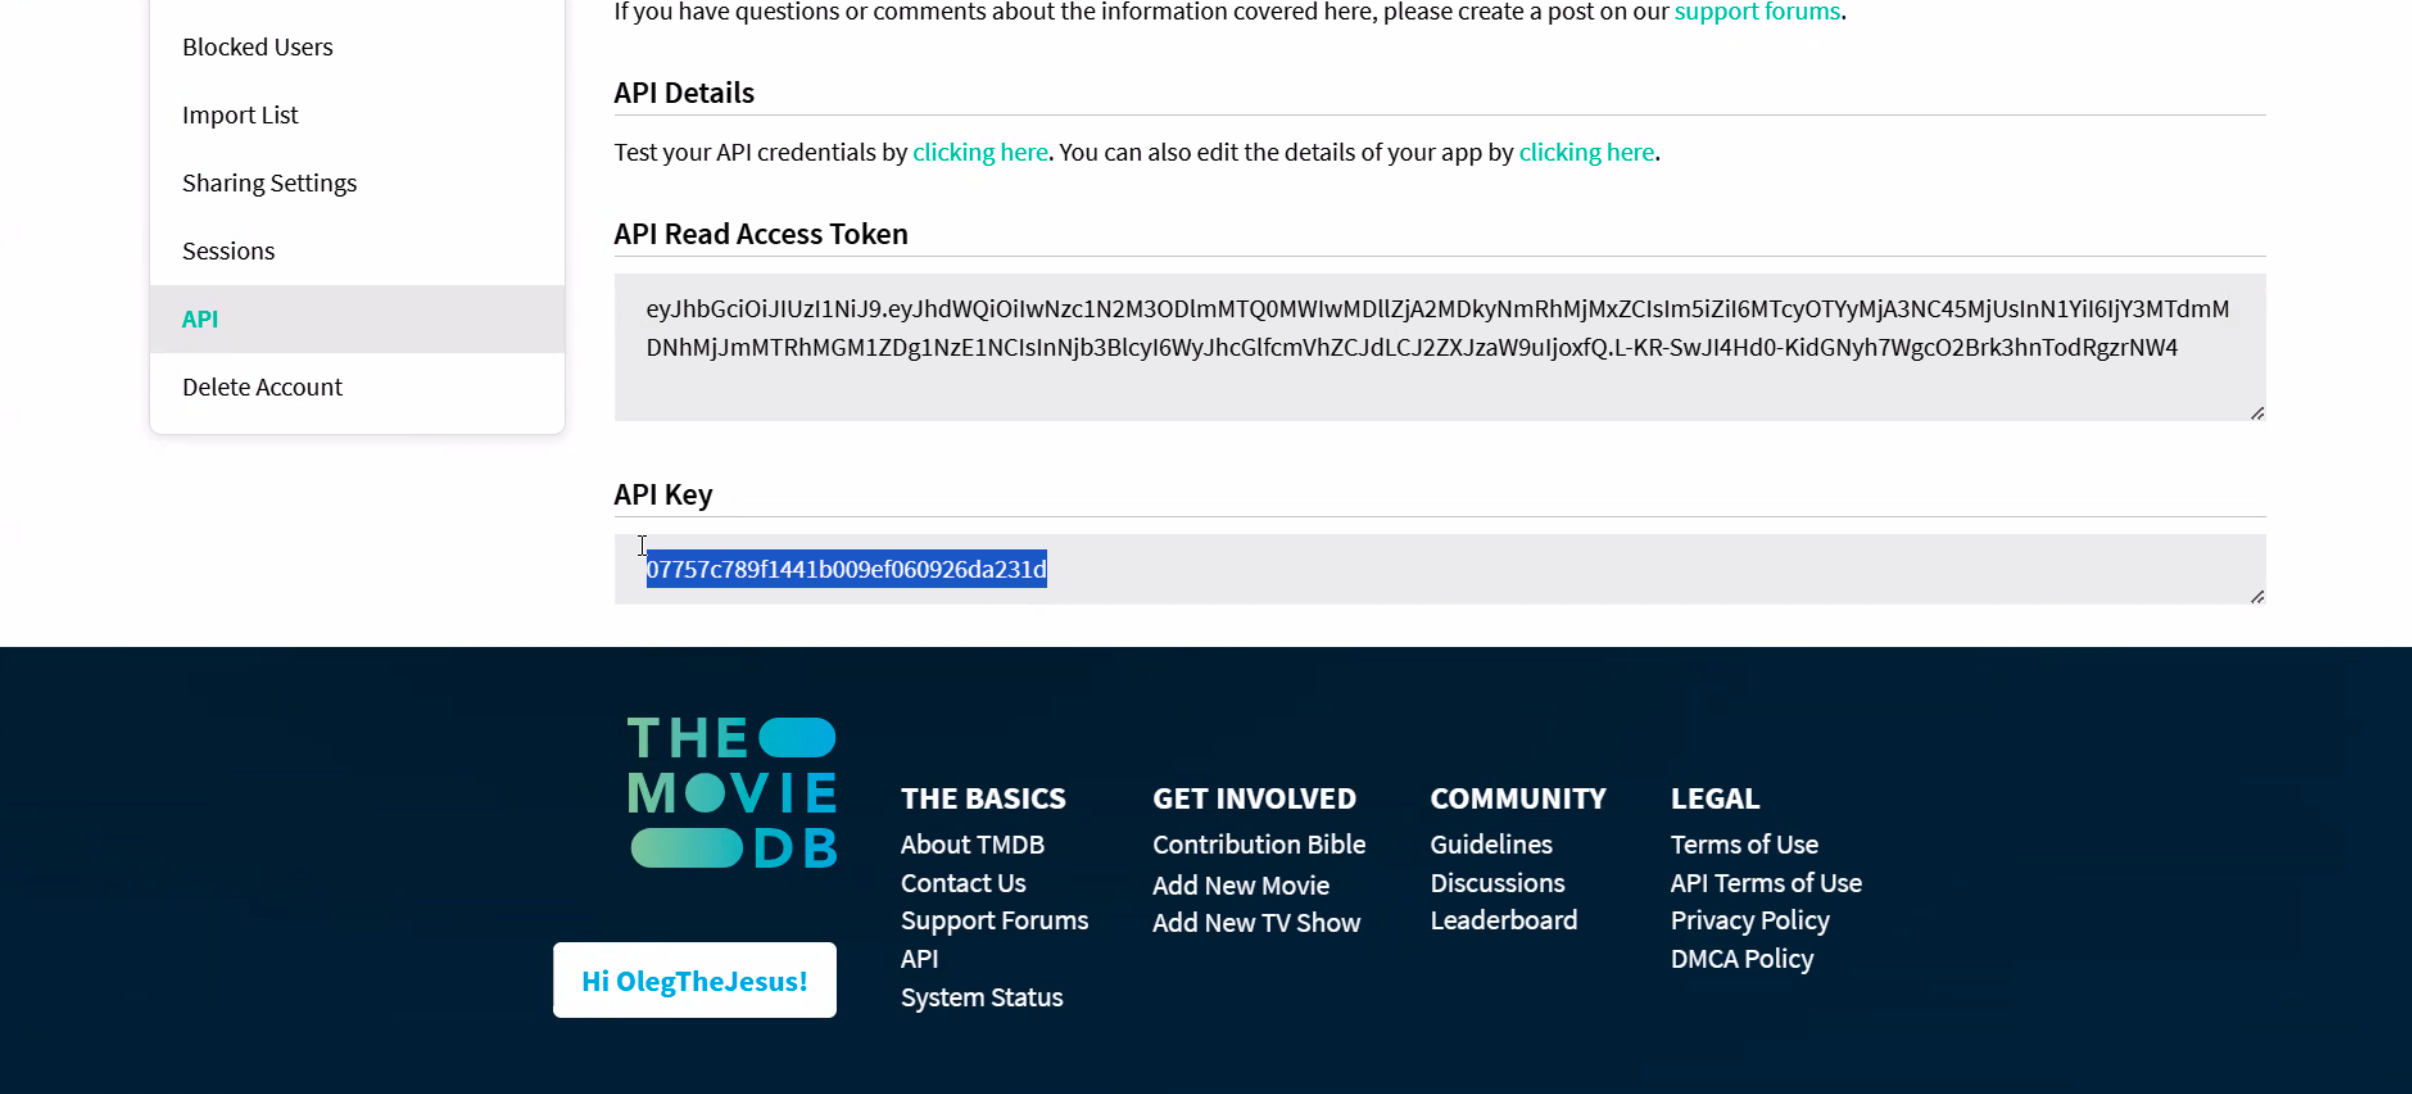 If you have questions or comments about the information covered here, please create a post on our support forums.
Blocked Users
Import List
Sharing Settings
Sessions
API
Delete Account
API Details
Test your API credentials by clicking here. You can also edit the details of your app by clicking here.
API Read Access Token
eyJhbGciOiJIUzI1NiJ9.eyJhdWQiOiIwNzc1N2M3ODlmMTQ0MWIwMDllZjA2MDkyNmRhMjMxZCIsIm5iZiI6MTcyOTYyMjA3NC45MjUsInN1YiI6IjY3MTdmM
DNhMjJmMTRhMGM1ZDg1NzE1NCIsInNjb3BlcyI6WyJhcGlfcmVhZCJdLCJ2ZXJzaW9uIjoxfQ.L-KR-SwJI4Hd0-KidGNyh7WgcO2Brk3hnTodRgzrNW4
API Key
07757c789f1441b009ef060926da231d
THE
MOVIE
DB
Hi OlegTheJesus!
THE BASICS
About TMDB
Contact Us
Support Forums
API
System Status
GET INVOLVED
Contribution Bible
Add New Movie
Add New TV Show
COMMUNITY
Guidelines
Discussions
Leaderboard
LEGAL
Terms of Use
API Terms of Use
Privacy Policy
DMCA Policy